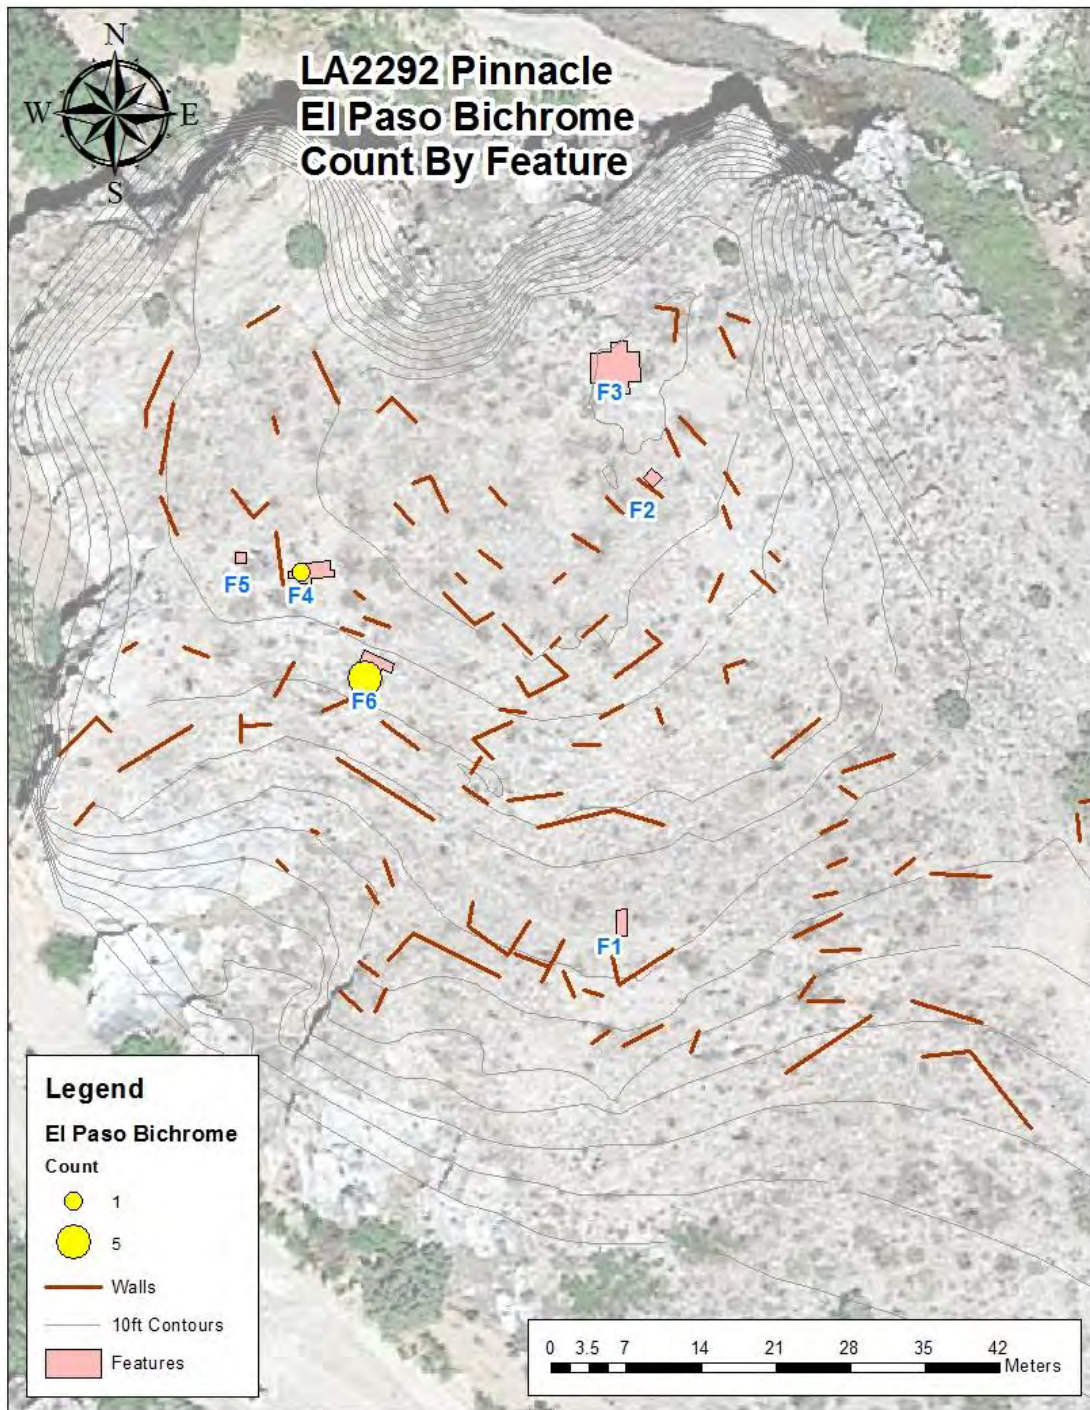 N
W E
S
LA2292 Pinnacle
El Paso Bichrome
Count By Feature
F3
F2
F5
F4
F6
F1
Legend
El Paso Bichrome
Count
1
5
Walls
10ft Contours
Features
0 3.5 7 14 21 28 35 42
Meters